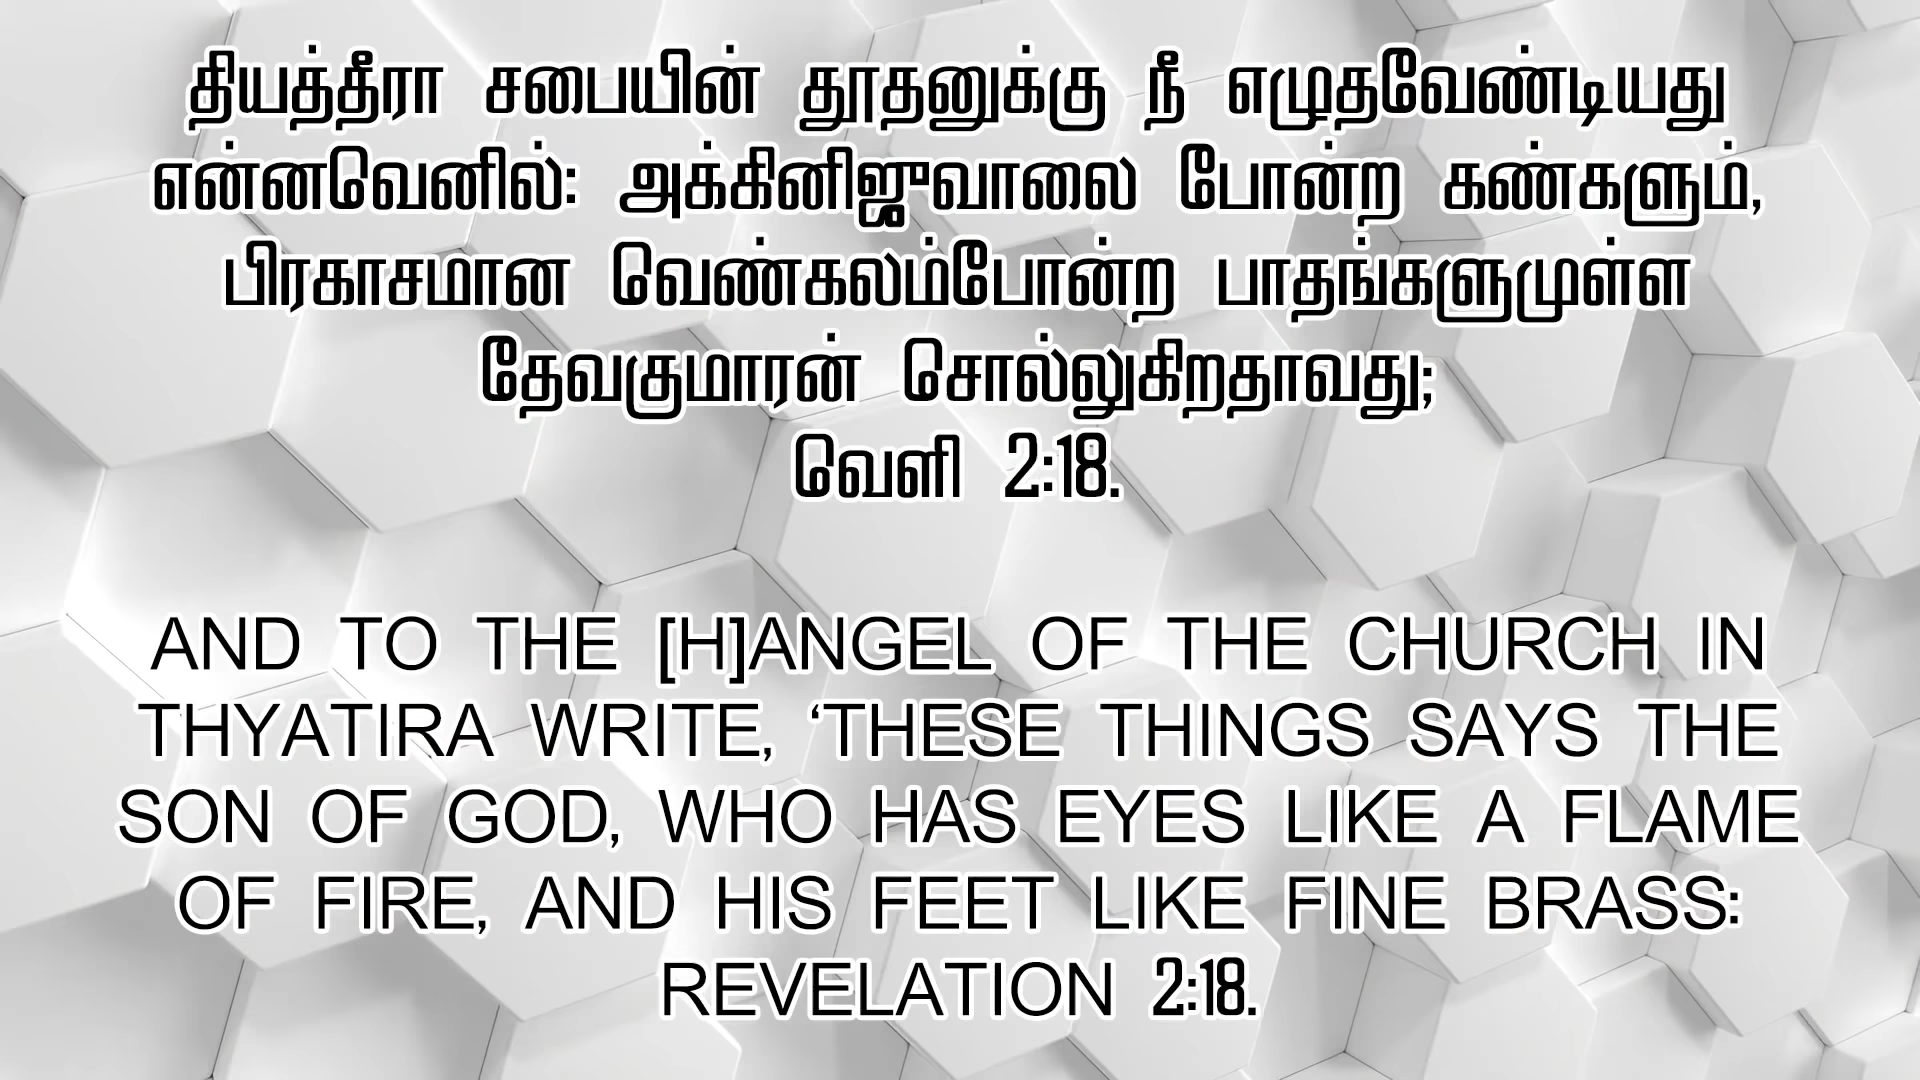 தியத்தீரா சபையின் தூதனுக்கு நீ எழுதவேண்டியது
என்னவெனில்: அக்கினிஜுவாலை போன்ற கண்களும்,
பிரகாசமான வெண்கலம்போன்ற பாதங்களுமுள்ள
தேவகுமாரன் சொல்லுகிறதாவது;
வேளி 2:18.
AND TO THE [H]ANGEL OF THE CHURCH IN
THYATIRA WRITE, ‘THESE THINGS SAYS THE
SON OF GOD, WHO HAS EYES LIKE A FLAME
OF FIRE, AND HIS FEET LIKE FINE BRASS:
REVELATION 2:18.